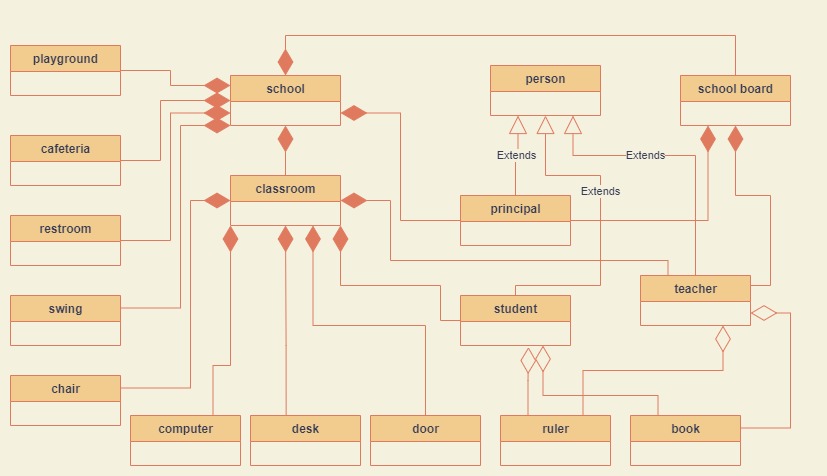 playground
school
person
school board
cafeteria
Extends
Extends
classroom
Extends
restroom
principal
swing
student
teacher
chair
computer
desk
door
ruler
book